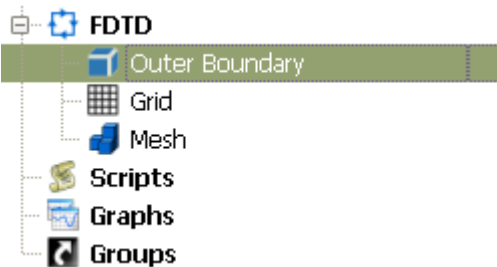 FDTD
Outer Boundary
Grid
Mesh
Scripts
Graphs
Groups